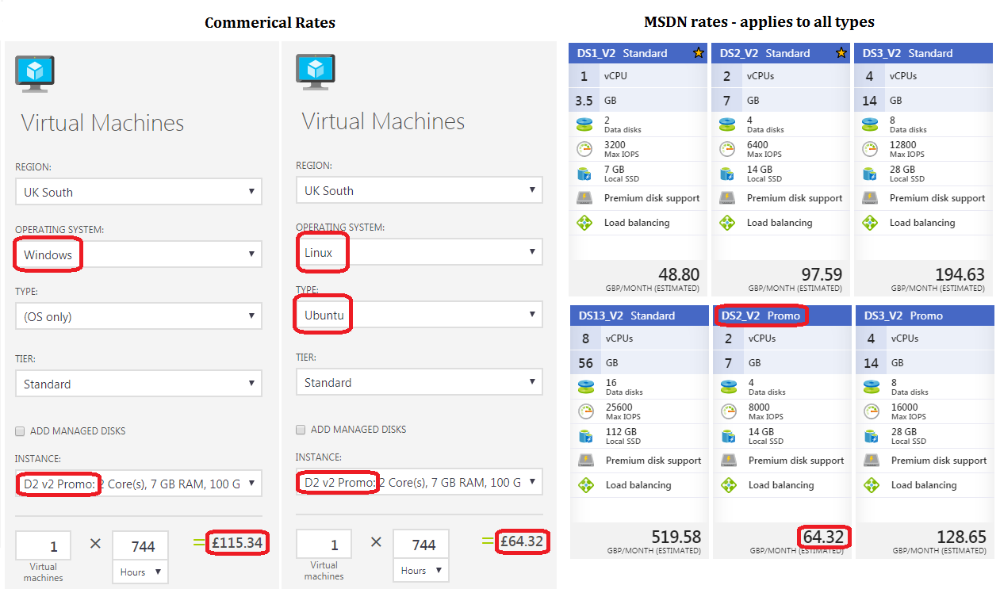 Commerical Rates
Virtual Machines
REGION:
UK South
OPERATING SYSTEM:
Windows
TYPE:
(OS only)
TIER:
Standard
ADD MANAGED DISKS
INSTANCE:
D2 v2 Promo: 2 Core(s), 7 GB RAM, 100 G
1 × 744 = £115.34
Virtual machines
Hours
Virtual Machines
REGION:
UK South
OPERATING SYSTEM:
Linux
TYPE:
Ubuntu
TIER:
Standard
ADD MANAGED DISKS
INSTANCE:
D2 v2 Promo: 2 Core(s), 7 GB RAM, 100 G
1 × 744 = £64.32
Virtual machines
Hours
MSDN rates - applies to all types
DS1_V2 Standard
1 vCPU
3.5 GB
2
Data disks
3200
Max IOPS
7 GB
Local SSD
Premium disk support
Load balancing
48.80
GBP/MONTH (ESTIMATED)
DS2_V2 Standard
2 vCPUs
7 GB
4
Data disks
6400
Max IOPS
14 GB
Local SSD
Premium disk support
Load balancing
97.59
GBP/MONTH (ESTIMATED)
DS3_V2 Standard
4 vCPUs
14 GB
8
Data disks
12800
Max IOPS
28 GB
Local SSD
Premium disk support
Load balancing
194.63
GBP/MONTH (ESTIMATED)
DS13_V2 Standard
8 vCPUs
56 GB
16
Data disks
25600
Max IOPS
112 GB
Local SSD
Premium disk support
Load balancing
519.58
GBP/MONTH (ESTIMATED)
DS2_V2 Promo
2 vCPUs
7 GB
4
Data disks
8000
Max IOPS
14 GB
Local SSD
Premium disk support
Load balancing
64.32
GBP/MONTH (ESTIMATED)
DS3_V2 Promo
4 vCPUs
14 GB
8
Data disks
16000
Max IOPS
28 GB
Local SSD
Premium disk support
Load balancing
128.65
GBP/MONTH (ESTIMATED)